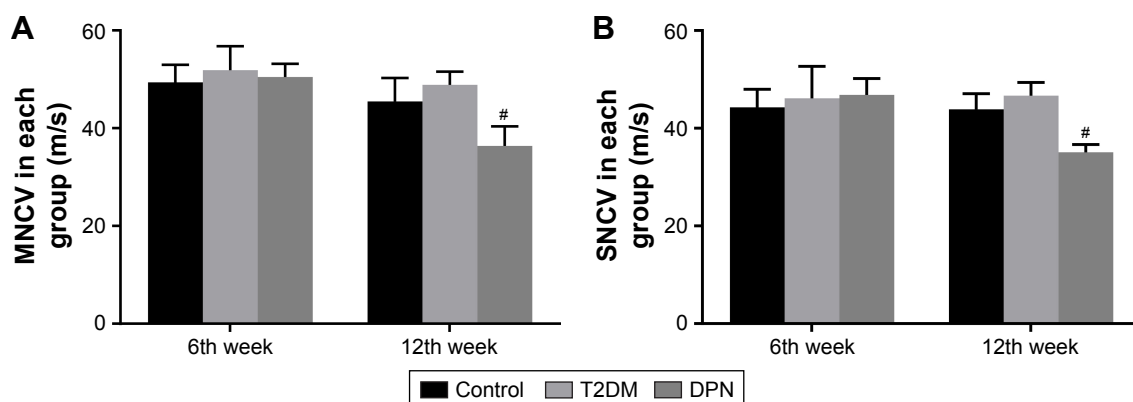 A
MNCV in each
group (m/s)
60
40
20
0
#
6th week
12th week
B
SNCV in each
group (m/s)
60
40
20
0
#
6th week
12th week
Control T2DM DPN